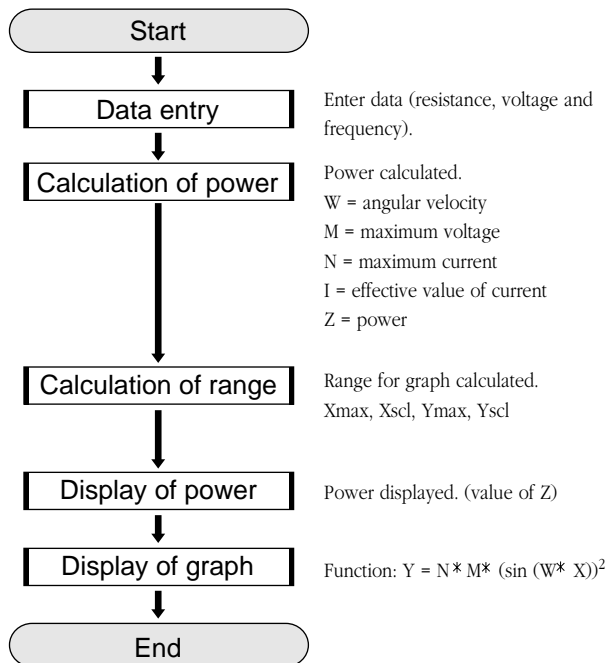 Start
Data entry
Enter data (resistance, voltage and
frequency).
Calculation of power
Power calculated.
W = angular velocity
M = maximum voltage
N = maximum current
I = effective value of current
Z = power
Calculation of range
Range for graph calculated.
Xmax, Xscl, Ymax, Yscl
Display of power
Power displayed. (value of Z)
Display of graph
Function: Y = N* M* (sin (W* X))²
End